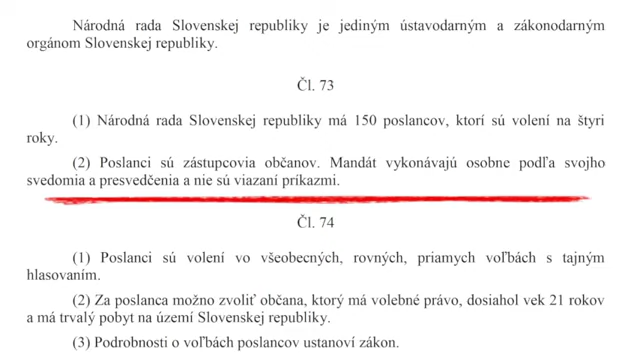 Národná rada Slovenskej republiky je jediným ústavodarným a zákonodarným
orgánom Slovenskej republiky.
Čl. 73
(1) Národná rada Slovenskej republiky má 150 poslancov, ktorí sú volení na štyri
roky.
(2) Poslanci sú zástupcovia občanov. Mandát vykonávajú osobne podľa svojho
svedomia a presvedčenia a nie sú viazaní príkazmi.
Čl. 74
(1) Poslanci sú volení vo všeobecných, rovných, priamych voľbách s tajným
hlasovaním.
(2) Za poslanca možno zvoliť občana, ktorý má volebné právo, dosiahol vek 21 rokov
a má trvalý pobyt na území Slovenskej republiky.
(3) Podrobnosti o voľbách poslancov ustanoví zákon.